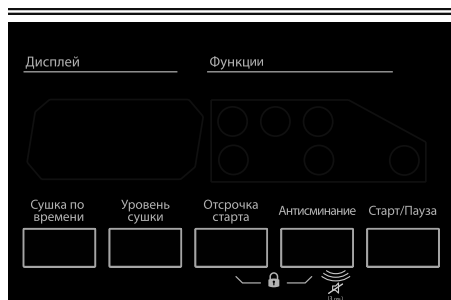 Дисплей
Функции
Сушка по
времени
Уровень
сушки
Отсрочка
старта
Антисминание
Старт/Пауза